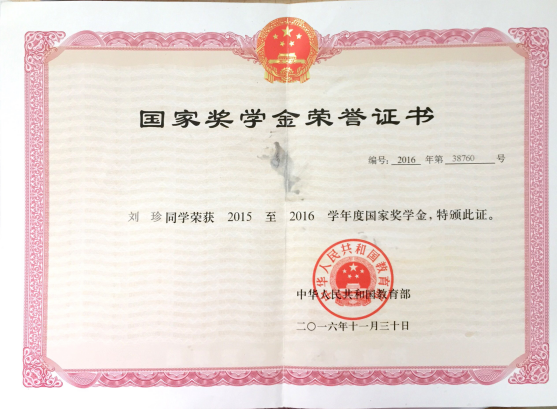 国家奖学金荣誉证书
编号: 2016 年第 38760 号
刘 珍同学荣获 2015 至 2016 学年度国家奖学金,特颁此证。
中华人民共和国教育部
中华人民共和国教育部
二〇一六年十一月三十日